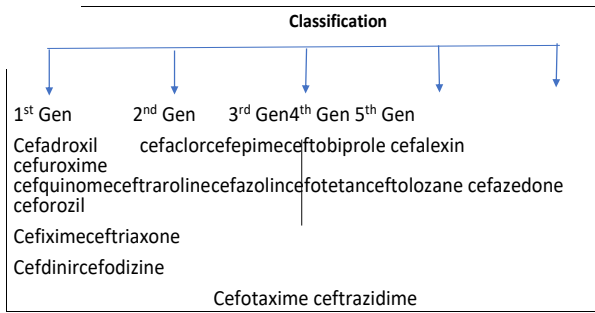 Classification
1st Gen 2nd Gen 3rd Gen4th Gen 5th Gen
Cefadroxil cefaclorcefepimeceftobiprole cefalexin
cefuroxime
cefquinomeceftrarolinecefazolincefotetanceftolozane cefazedone
ceforozil
Cefiximeceftriaxone
Cefdinircefodizine
Cefotaxime ceftrazidime